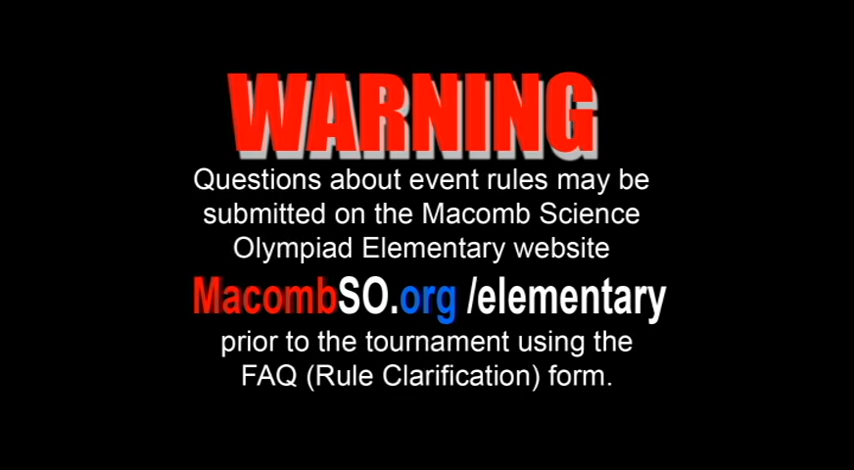 WARNING
Questions about event rules may be
submitted on the Macomb Science
Olympiad Elementary website
MacombSO.org /elementary
prior to the tournament using the
FAQ (Rule Clarification) form.